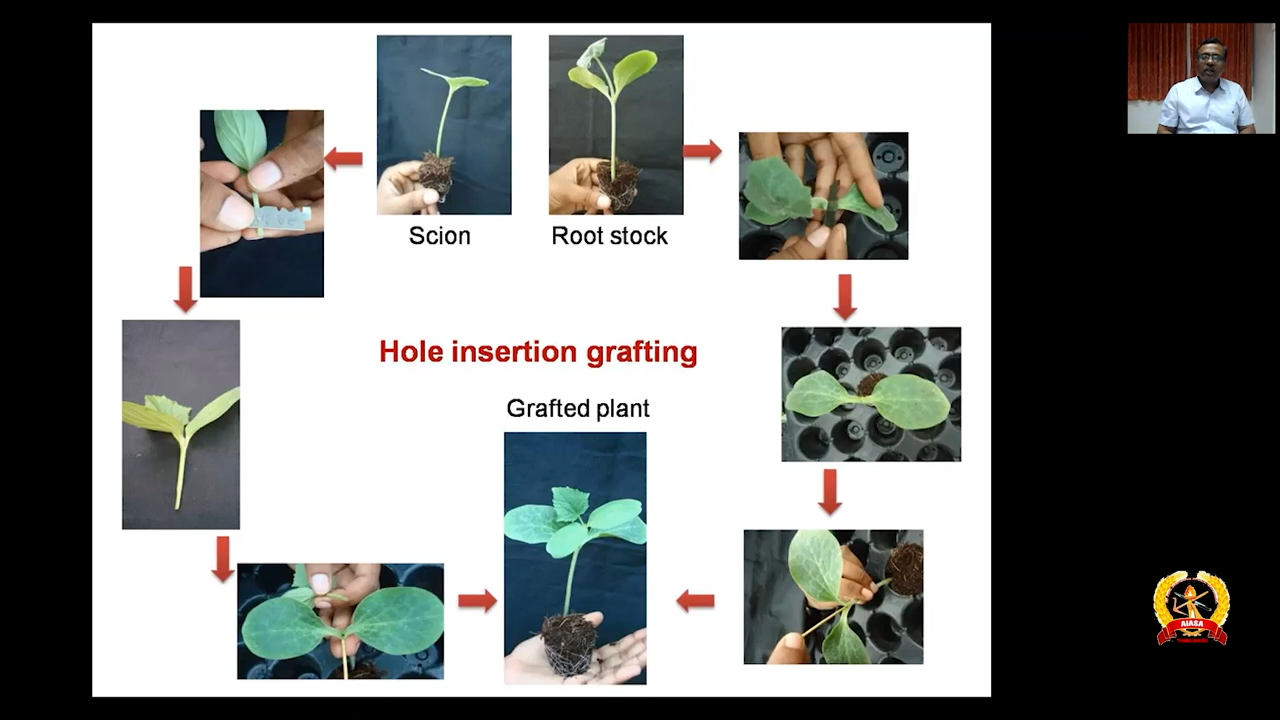 Scion
Root stock
Hole insertion grafting
Grafted plant
AIASA